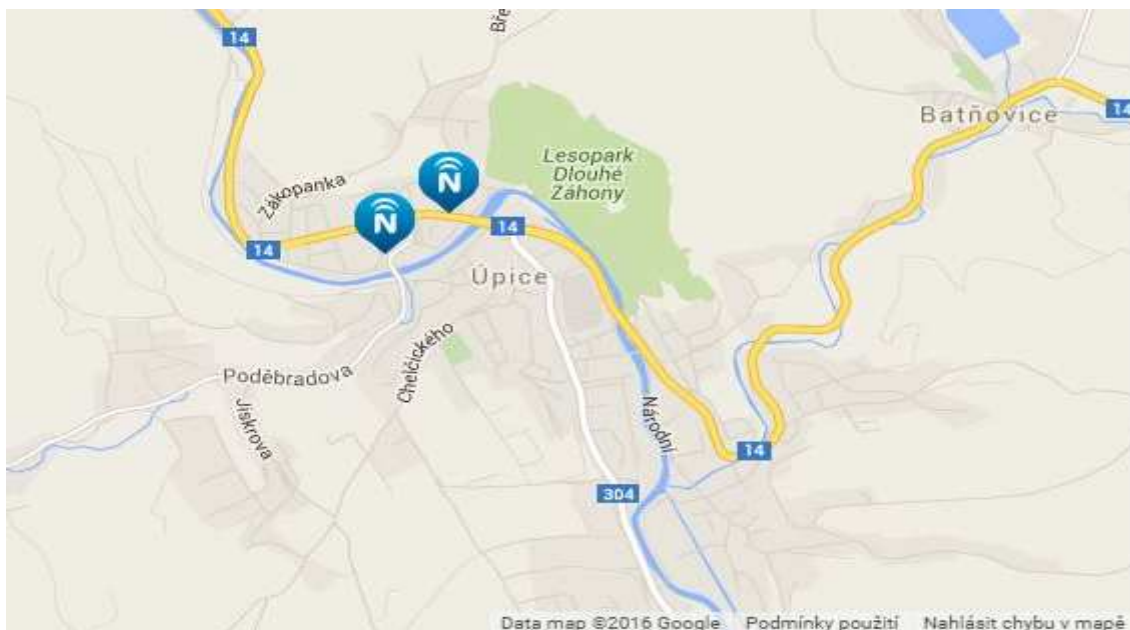 14
Bře
Batňovice
14
Lesopark
Dlouhé
Záhony
N
Zákopanka
N
14
14
Úpice
Chelčického
Poděbradova
Jiskrova
Národní
14
304
Data map ©2016 Google Podmínky použití Nahlásit chybu v mapě